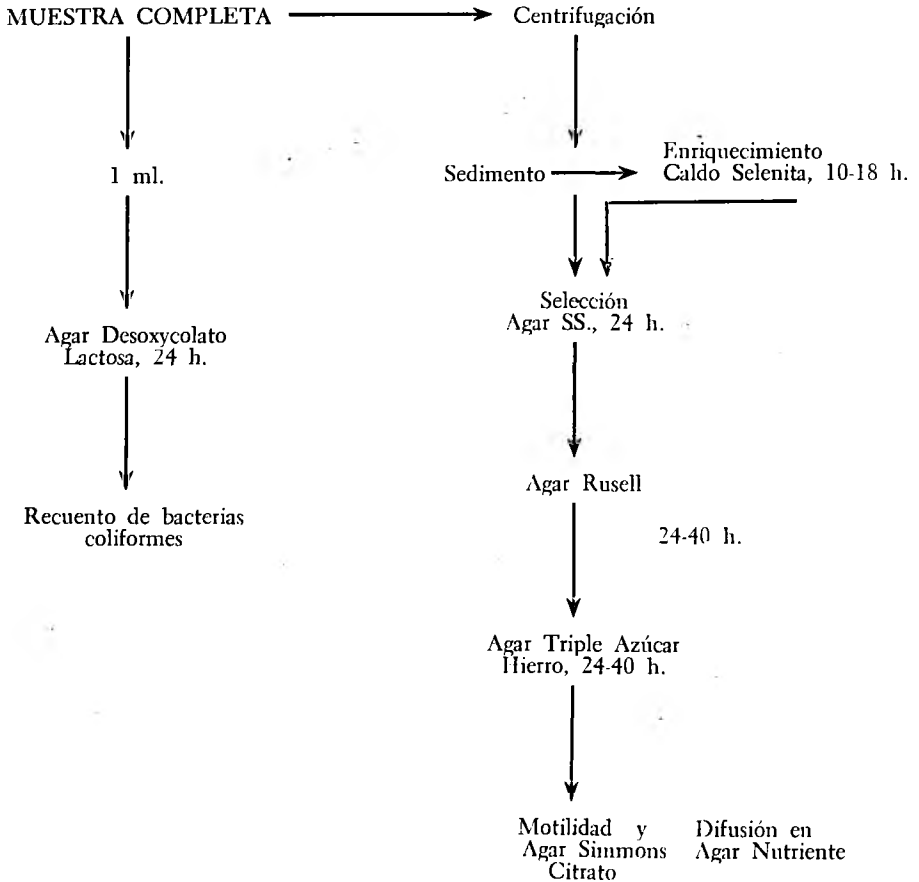 MUESTRA COMPLETA
Centrifugación
1 ml.
Sedimento
Enriquecimiento
Caldo Selenita, 10-18 h.
Agar Desoxycolato
Lactosa, 24 h.
Selección
Agar SS., 24 h.
Recuento de bacterias
coliformes
Agar Rusell
24-40 h.
Agar Triple Azúcar
Hierro, 24-40 h.
Motilidad y
Agar Simmons
Citrato
Difusión en
Agar Nutriente